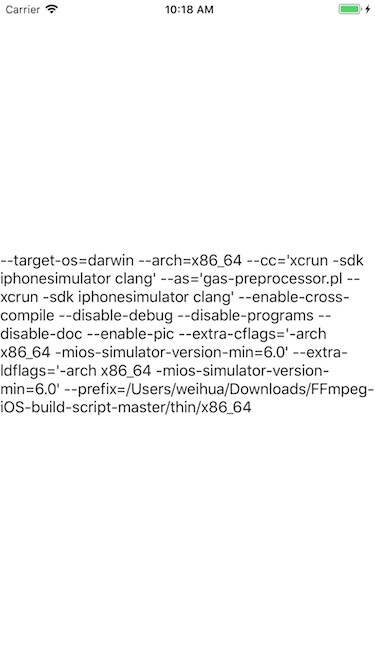 Carrier 10:18 AM
--target-os=darwin --arch=x86_64 --cc='xcrun -sdk
iphonesimulator clang' --as='gas-preprocessor.pl --
xcrun -sdk iphonesimulator clang' --enable-cross-
compile --disable-debug --disable-programs --
disable-doc --enable-pic --extra-cflags='-arch
x86_64 -mios-simulator-version-min=6.0' --extra-
ldflags='-arch x86_64 -mios-simulator-version-
min=6.0' --prefix=/Users/weihua/Downloads/FFmpeg-
iOS-build-script-master/thin/x86_64